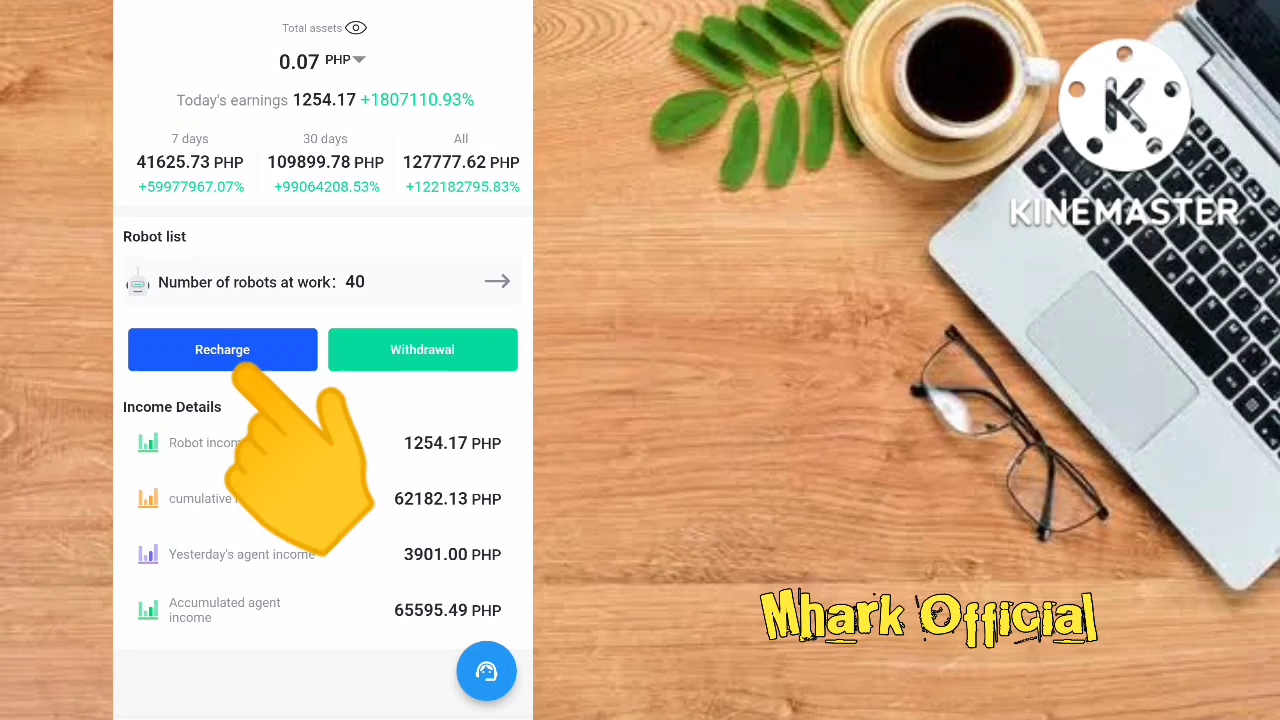 Total assets
0.07 PHP
Today's earnings 1254.17 +1807110.93%
7 days 30 days All
41625.73 PHP 109899.78 PHP 127777.62 PHP
+59977967.07% +99064208.53% +122182795.83%
Robot list
Number of robots at work: 40
Recharge Withdrawal
Income Details
Robot 1254.17 PHP
cumulative 62182.13 PHP
Yesterday's agent income 3901.00 PHP
Accumulated agent
income 65595.49 PHP
K
KINEMASTER
Mhark Official